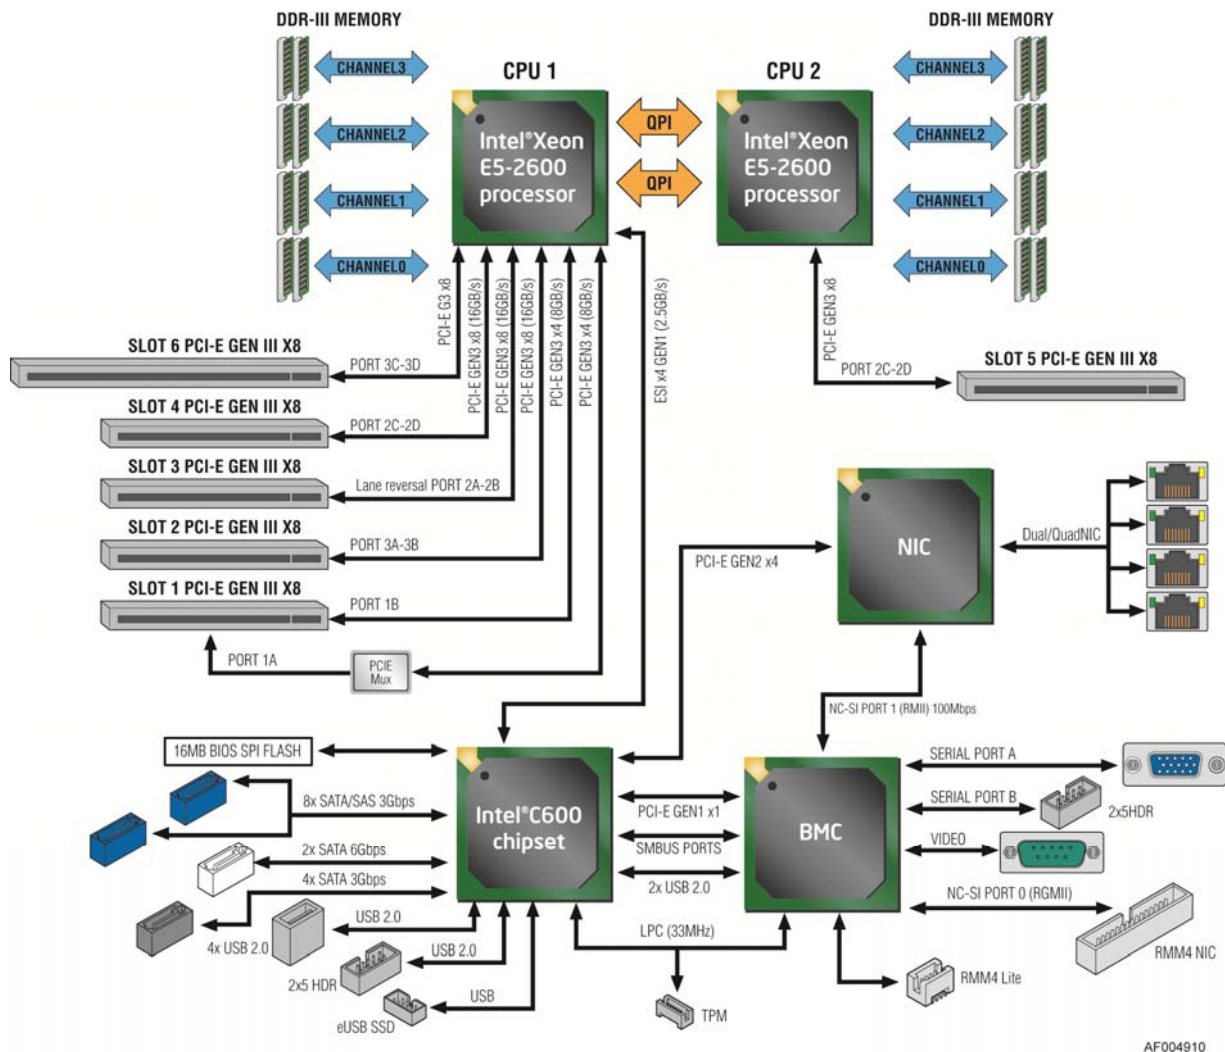 DDR-III MEMORY
DDR-III MEMORY
CPU 1
CPU 2
CHANNEL3
CHANNEL2
CHANNEL1
CHANNEL0
Intel®Xeon
E5-2600
processor
QPI
QPI
Intel®Xeon
E5-2600
processor
CHANNEL3
CHANNEL2
CHANNEL1
CHANNEL0
PCI-E G3 x8
PCI-E GEN3 x8 (16GB/s)
PCI-E GEN3 x8 (16GB/s)
PCI-E GEN3 x8 (16GB/s)
PCI-E GEN3 x4 (8GB/s)
PCI-E GEN3 x4 (8GB/s)
ESI x4 GEN1 (2.5GB/s)
PCI-E GEN3 x8
SLOT 6 PCI-E GEN III X8
PORT 3C-3D
SLOT 5 PCI-E GEN III X8
PORT 2C-2D
SLOT 4 PCI-E GEN III X8
PORT 2C-2D
SLOT 3 PCI-E GEN III X8
Lane reversal PORT 2A-2B
SLOT 2 PCI-E GEN III X8
PORT 3A-3B
SLOT 1 PCI-E GEN III X8
PORT 1B
PORT 1A
PCIE
Mux
NIC
Dual/QuadNIC
PCI-E GEN2 x4
NC-SI PORT 1 (RMII) 100Mbps
16MB BIOS SPI FLASH
8x SATA/SAS 3Gbps
2x SATA 6Gbps
4x SATA 3Gbps
USB 2.0
4x USB 2.0
USB 2.0
2x5 HDR
USB
eUSB SSD
Intel®C600
chipset
PCI-E GEN1 x1
SMBUS PORTS
2x USB 2.0
LPC (33MHz)
TPM
BMC
SERIAL PORT A
SERIAL PORT B
2x5HDR
VIDEO
NC-SI PORT 0 (RGMII)
RMM4 NIC
RMM4 Lite
AF004910